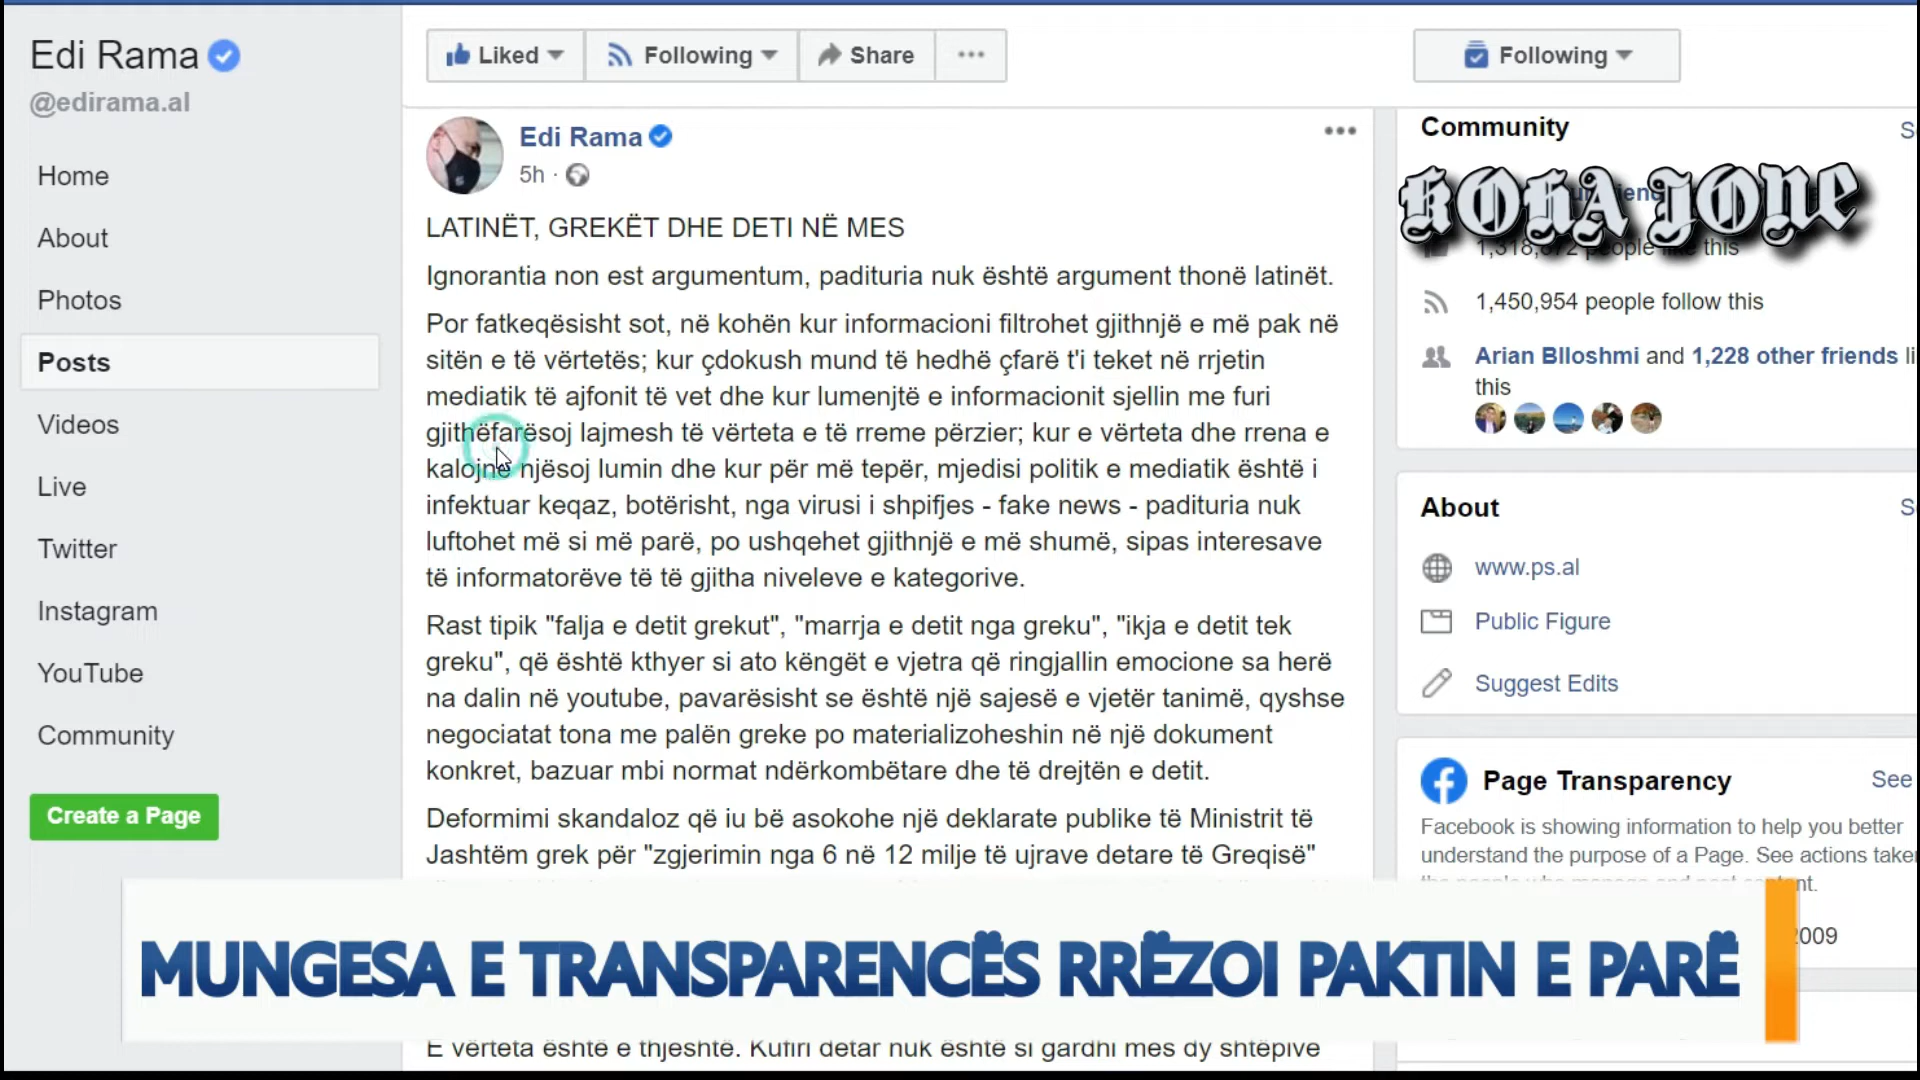 Edi Rama
@edirama.al
Home
About
Photos
Posts
Videos
Live
Twitter
Instagram
YouTube
Community
Create a Page
Liked
Following
Share
Following
Edi Rama
5h ·
LATINËT, GREKËT DHE DETI NË MES
Ignorantia non est argumentum, padituria nuk është argument thonë latinët.
Por fatkeqësisht sot, në kohën kur informacioni filtrohet gjithnjë e më pak në
sitën e të vërtetës; kur çdokush mund të hedhë çfarë t'i teket në rrjetin
mediatik të ajfonit të vet dhe kur lumenjtë e informacionit sjellin me furi
gjithëfarësoj lajmesh të vërteta e të rreme përzier; kur e vërteta dhe rrena e
kalojnë njësoj lumin dhe kur për më tepër, mjedisi politik e mediatik është i
infektuar keqaz, botërisht, nga virusi i shpifjes - fake news - padituria nuk
luftohet më si më parë, po ushqehet gjithnjë e më shumë, sipas interesave
të informatorëve të të gjitha niveleve e kategorive.
Rast tipik "falja e detit grekut", "marrja e detit nga greku", "ikja e detit tek
greku", që është kthyer si ato këngët e vjetra që ringjallin emocione sa herë
na dalin në youtube, pavarësisht se është një sajesë e vjetër tanimë, qyshse
negociatat tona me palën greke po materializoheshin në një dokument
konkret, bazuar mbi normat ndërkombëtare dhe të drejtën e detit.
Deformimi skandaloz që iu bë asokohe një deklarate publike të Ministrit të
Jashtëm grek për "zgjerimin nga 6 në 12 milje të ujrave detare të Greqisë"
E vërteta është e thjeshtë. Kufiri detar nuk është si gardhi mes dy shtëpive
Community
KOHA JONE
people like this
1,450,954 people follow this
Arian Blloshmi and 1,228 other friends li
this
About
www.ps.al
Public Figure
Suggest Edits
Page Transparency
See
Facebook is showing information to help you better
understand the purpose of a Page. See actions take
2009
MUNGESA E TRANSPARENCËS RRËZOI PAKTIN E PARË